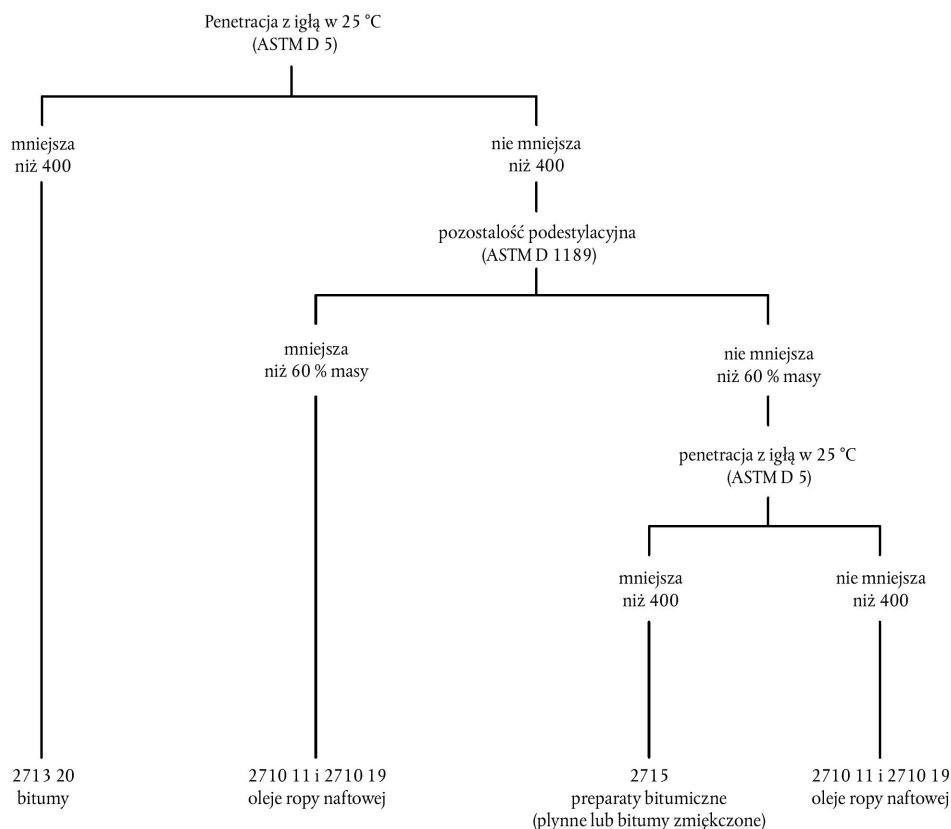 Penetracja z igłą w 25 °C
(ASTM D 5)
mniejsza
niż 400
nie mniejsza
niż 400
pozostalość podestylacyjna
(ASTM D 1189)
mniejsza
niż 60 % masy
nie mniejsza
niż 60 % masy
penetracja z igłą w 25 °C
(ASTM D 5)
mniejsza
niż 400
nie mniejsza
niż 400
2713 20
bitumy
2710 11 i 2710 19
oleje ropy naftowej
2715
preparaty bitumiczne
(plynne lub bitumy zmiękczone)
2710 11 i 2710 19
oleje ropy naftowej